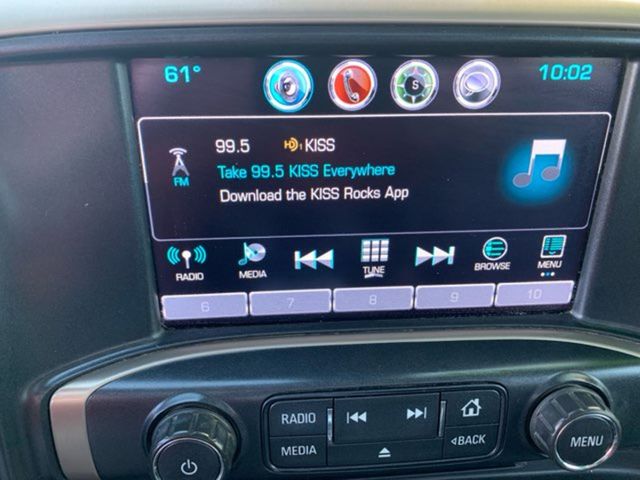 61°
S
10:02
99.5 HD1 KISS
FM
Take 99.5 KISS Everywhere
Download the KISS Rocks App
RADIO
MEDIA
TUNE
BROWSE
MENU
6 7 8 9 10
RADIO
MEDIA
BACK
MENU